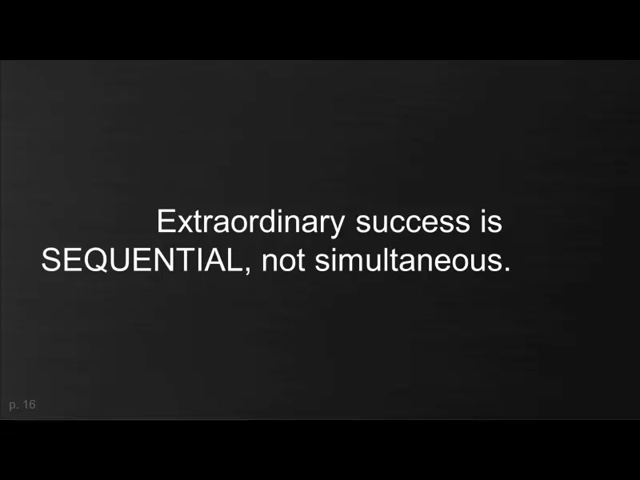 Extraordinary success is
SEQUENTIAL, not simultaneous.
p. 16